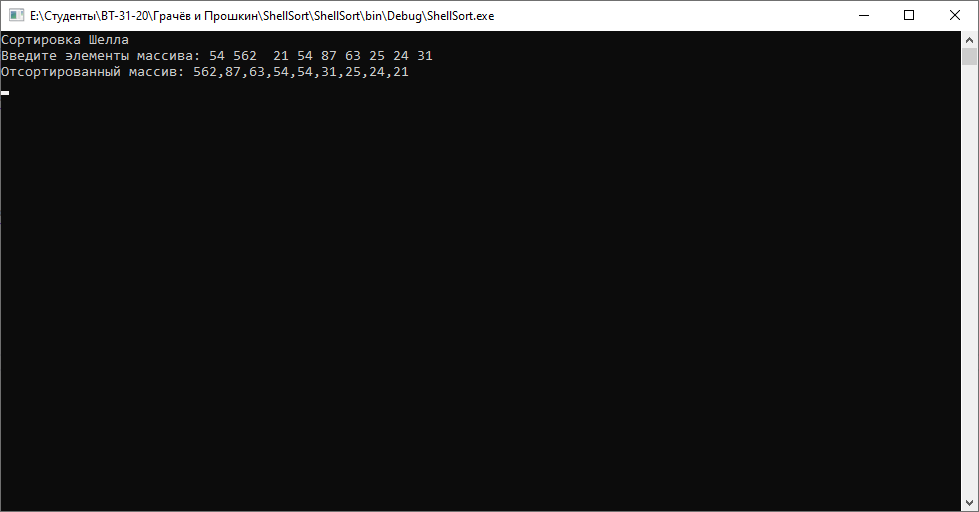 E:\Студенты\ВТ-31-20\Грачёв и Прошкин\ShellSort\ShellSort\bin\Debug\ShellSort.exe
Сортировка Шелла
Введите элементы массива: 54 562  21 54 87 63 25 24 31
Отсортированный массив: 562,87,63,54,54,31,25,24,21